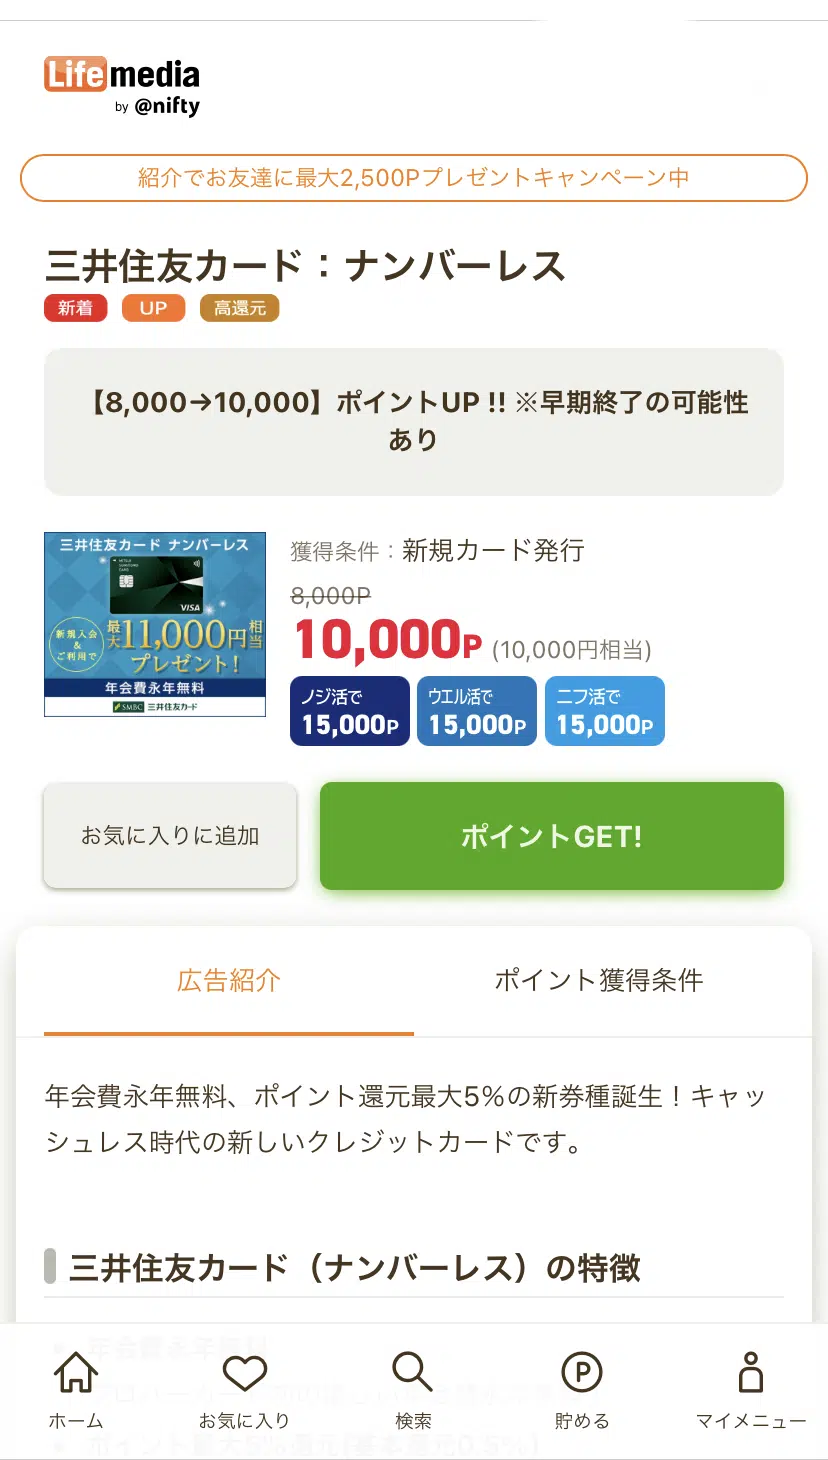 Lifemedia
by @nifty
紹介でお友達に最大2,500Pプレゼントキャンペーン中
三井住友カード：ナンバーレス
新着 UP 高還元
【8,000→10,000】ポイントUP !! ※早期終了の可能性
あり
三井住友カード ナンバーレス
VISA
新規入会
&
ご利用で
最大11,000円相当
プレゼント！
年会費永年無料
SMBC 三井住友カード
獲得条件：新規カード発行
8,000P
10,000P (10,000円相当)
ノジ活で
15,000P
ウエル活で
15,000P
ニフ活で
15,000P
お気に入りに追加
ポイントGET!
広告紹介
ポイント獲得条件
年会費永年無料、ポイント還元最大5％の新券種誕生！キャッ
シュレス時代の新しいクレジットカードです。
三井住友カード（ナンバーレス）の特徴
年会費永年無料
ホーム
お気に入り
検索
P
貯める
マイメニュー